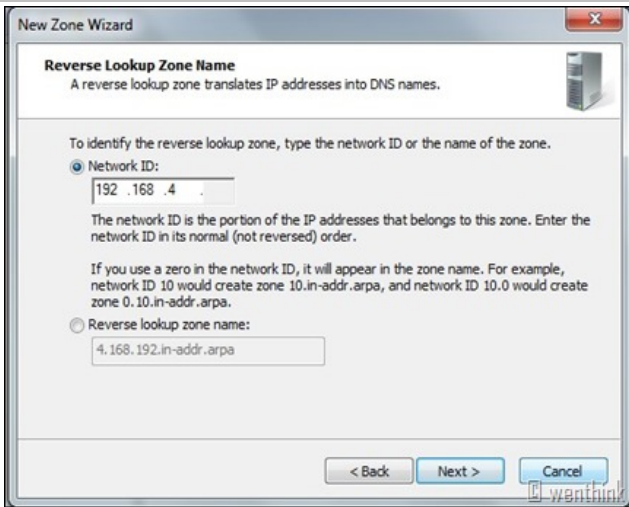 New Zone Wizard
Reverse Lookup Zone Name
A reverse lookup zone translates IP addresses into DNS names.
To identify the reverse lookup zone, type the network ID or the name of the zone.
Network ID:
192 .168 .4 .
The network ID is the portion of the IP addresses that belongs to this zone. Enter the
network ID in its normal (not reversed) order.
If you use a zero in the network ID, it will appear in the zone name. For example,
network ID 10 would create zone 10.in-addr.arpa, and network ID 10.0 would create
zone 0.10.in-addr.arpa.
Reverse lookup zone name:
4.168.192.in-addr.arpa
< Back Next > Cancel
wenthink